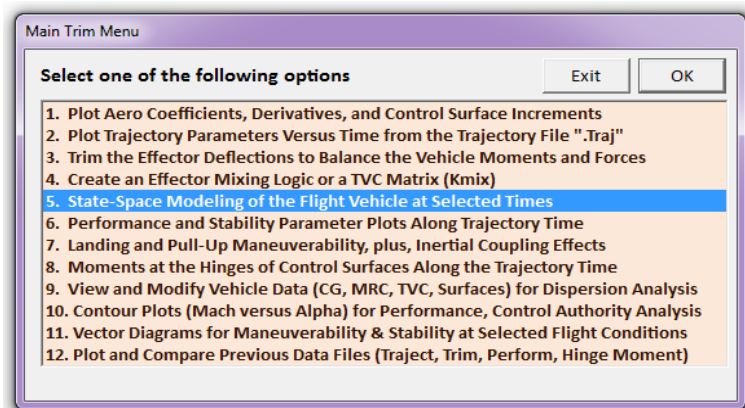 Main Trim Menu
Select one of the following options
Exit
OK
1. Plot Aero Coefficients, Derivatives, and Control Surface Increments
2. Plot Trajectory Parameters Versus Time from the Trajectory File ".Traj"
3. Trim the Effector Deflections to Balance the Vehicle Moments and Forces
4. Create an Effector Mixing Logic or a TVC Matrix (Kmix)
5. State-Space Modeling of the Flight Vehicle at Selected Times
6. Performance and Stability Parameter Plots Along Trajectory Time
7. Landing and Pull-Up Maneuverability, plus, Inertial Coupling Effects
8. Moments at the Hinges of Control Surfaces Along the Trajectory Time
9. View and Modify Vehicle Data (CG, MRC, TVC, Surfaces) for Dispersion Analysis
10. Contour Plots (Mach versus Alpha) for Performance, Control Authority Analysis
11. Vector Diagrams for Maneuverability & Stability at Selected Flight Conditions
12. Plot and Compare Previous Data Files (Traject, Trim, Perform, Hinge Moment)